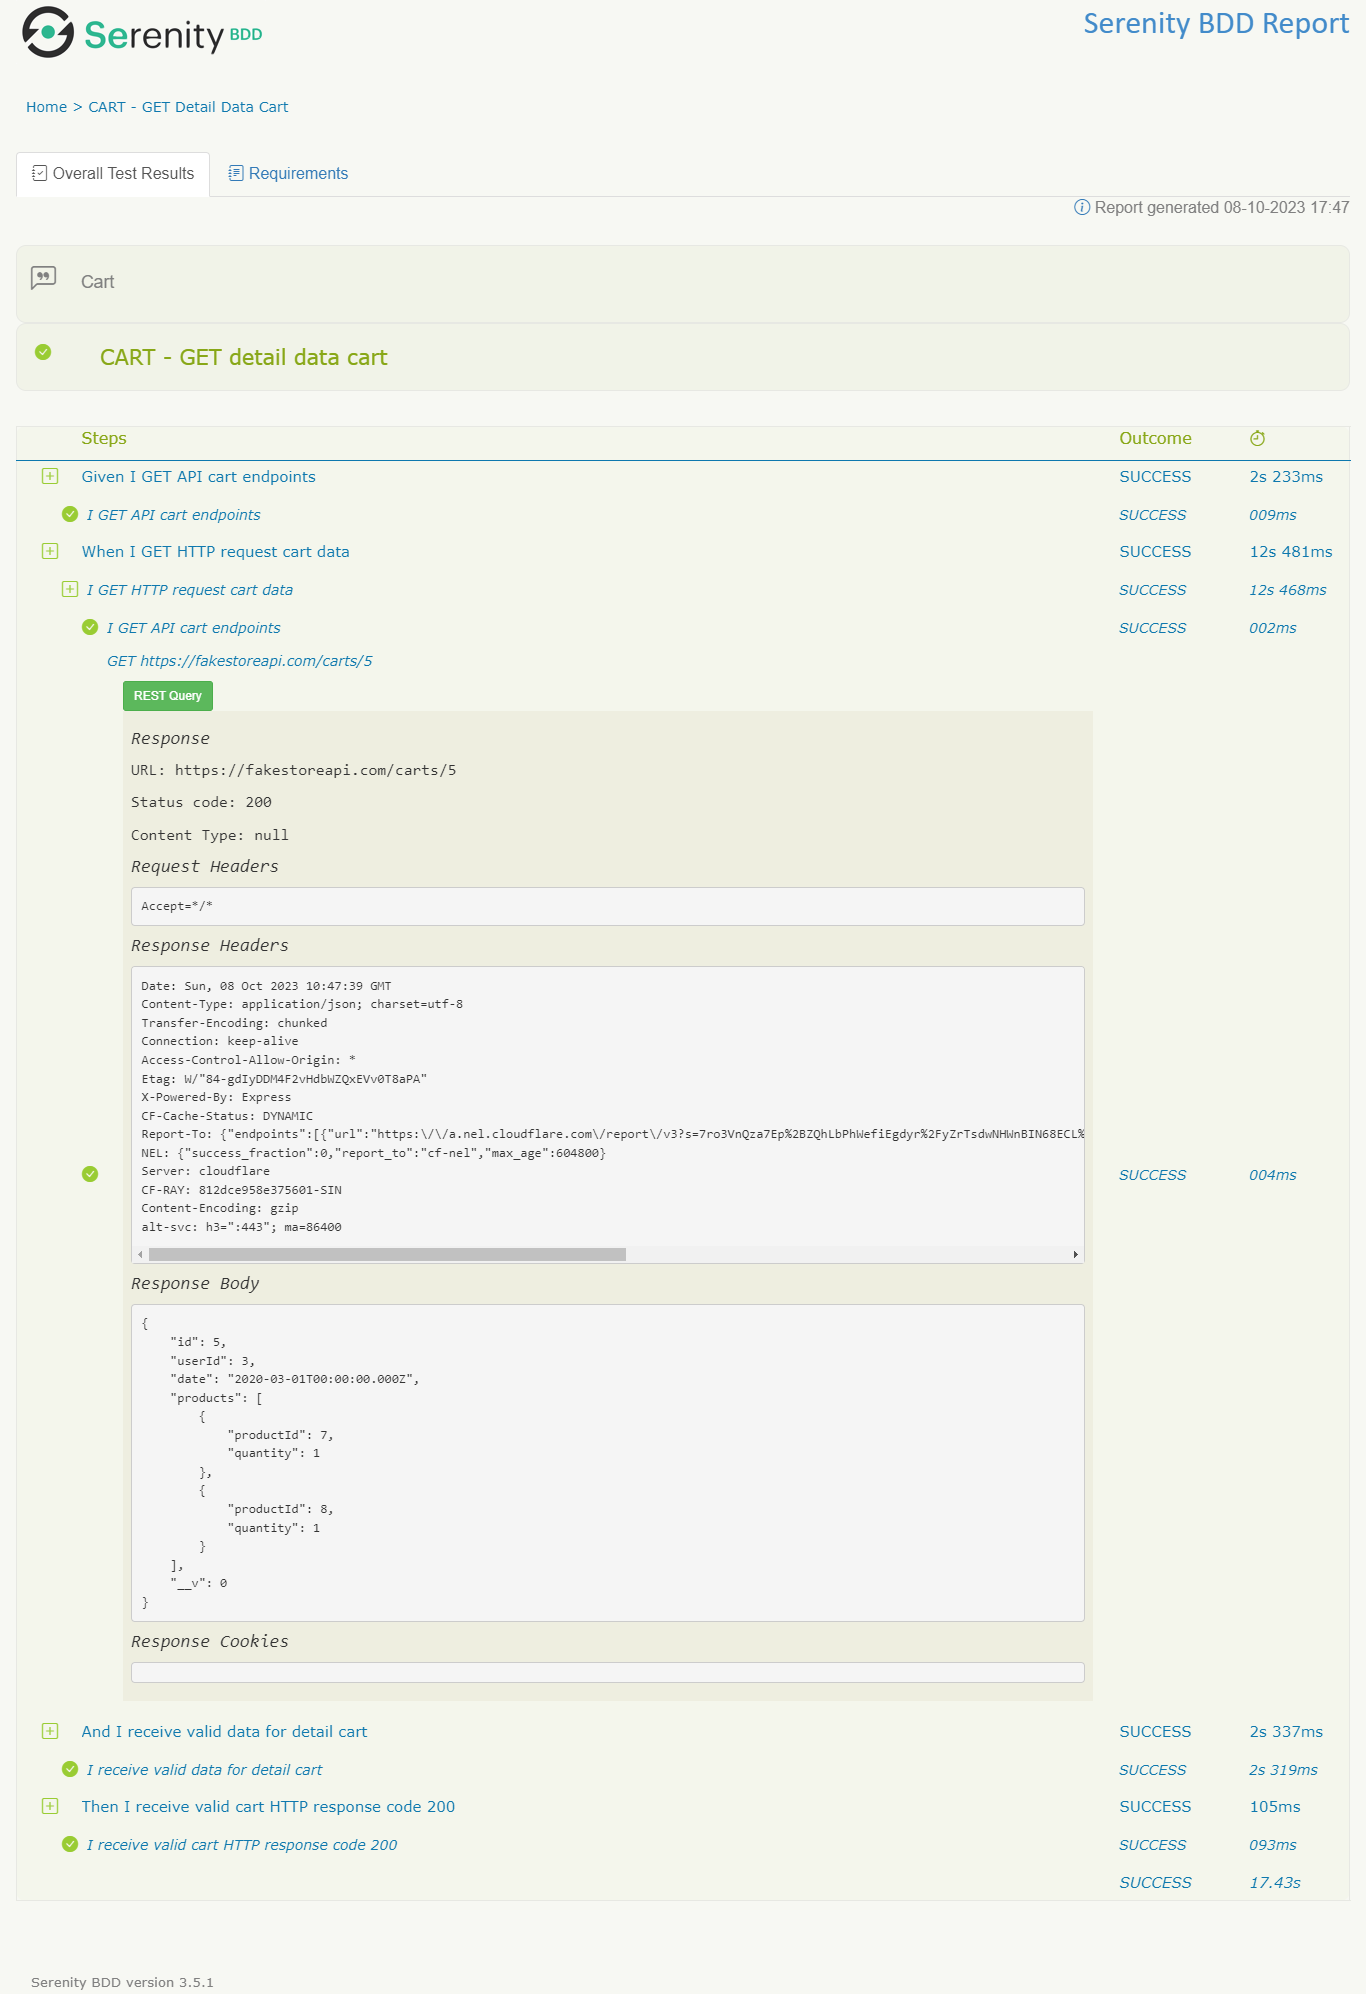 Serenity BDD
Serenity BDD Report
Home > CART - GET Detail Data Cart
Overall Test Results
Requirements
Report generated 08-10-2023 17:47
Cart
CART - GET detail data cart
Steps Outcome
Given I GET API cart endpoints SUCCESS 2s 233ms
I GET API cart endpoints SUCCESS 009ms
When I GET HTTP request cart data SUCCESS 12s 481ms
I GET HTTP request cart data SUCCESS 12s 468ms
I GET API cart endpoints SUCCESS 002ms
GET https://fakestoreapi.com/carts/5
REST Query
Response
URL: https://fakestoreapi.com/carts/5
Status code: 200
Content Type: null
Request Headers
Accept=*/*
Response Headers
Date: Sun, 08 Oct 2023 10:47:39 GMT
Content-Type: application/json; charset=utf-8
Transfer-Encoding: chunked
Connection: keep-alive
Access-Control-Allow-Origin: *
Etag: W/"84-gdIyDDM4F2vHdbWZQxEVv0T8aPA"
X-Powered-By: Express
CF-Cache-Status: DYNAMIC
Report-To: {"endpoints":[{"url":"https:\/\/a.nel.cloudflare.com\/report\/v3?s=7ro3VnQza7Ep%2BZQhLbPhWefiEgdyr%2FyZrTsdwNHWnBIN68ECL%
NEL: {"success_fraction":0,"report_to":"cf-nel","max_age":604800}
Server: cloudflare
CF-RAY: 812dce958e375601-SIN
Content-Encoding: gzip
alt-svc: h3=":443"; ma=86400
SUCCESS 004ms
Response Body
{
"id": 5,
"userId": 3,
"date": "2020-03-01T00:00:00.000Z",
"products": [
{
"productId": 7,
"quantity": 1
},
{
"productId": 8,
"quantity": 1
}
],
"__v": 0
}
Response Cookies
And I receive valid data for detail cart SUCCESS 2s 337ms
I receive valid data for detail cart SUCCESS 2s 319ms
Then I receive valid cart HTTP response code 200 SUCCESS 105ms
I receive valid cart HTTP response code 200 SUCCESS 093ms
SUCCESS 17.43s
Serenity BDD version 3.5.1